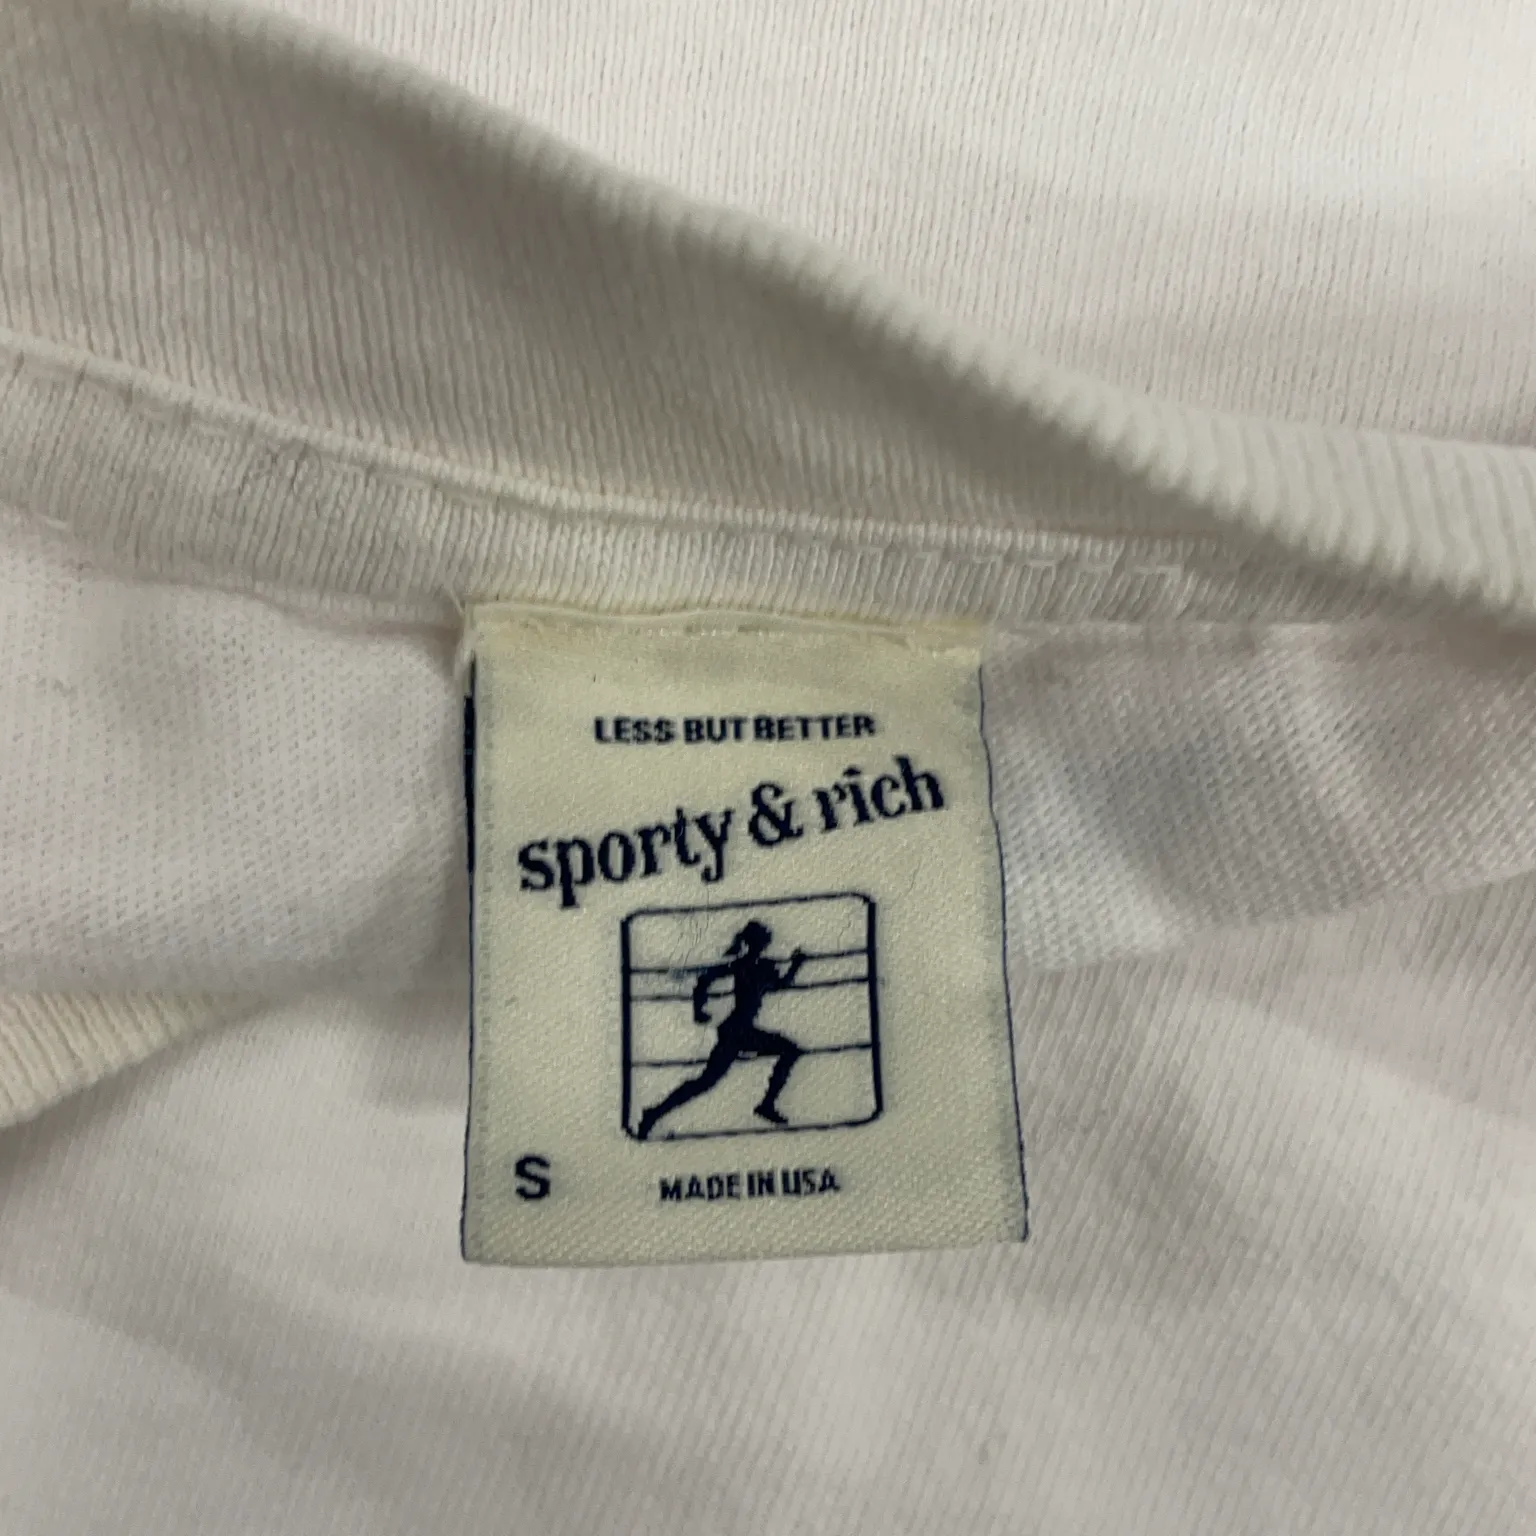 LESS BUT BETTER
sporty & rich
S
MADE IN USA